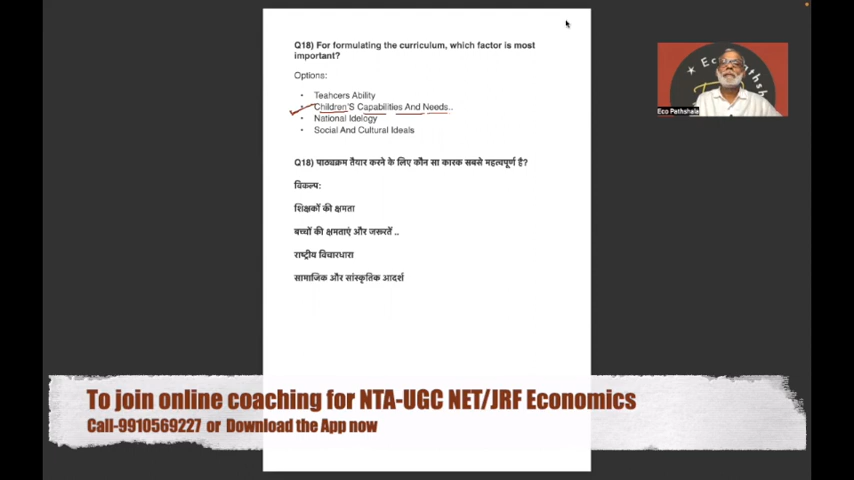 Q18) For formulating the curriculum, which factor is most
important?
Options:
• Teahcers Ability
• Children'S Capabilities And Needs..
• National Ideology
• Social And Cultural Ideals
Q18) पाठ्यक्रम तैयार करने के लिए कौन सा कारक सबसे महत्वपूर्ण है?
विकल्प:
शिक्षकों की क्षमता
बच्चों की क्षमताएं और जरूरतें ..
राष्ट्रीय विचारधारा
सामाजिक और सांस्कृतिक आदर्श
Eco Pathshala
To join online coaching for NTA-UGC NET/JRF Economics
Call-9910569227 or Download the App now